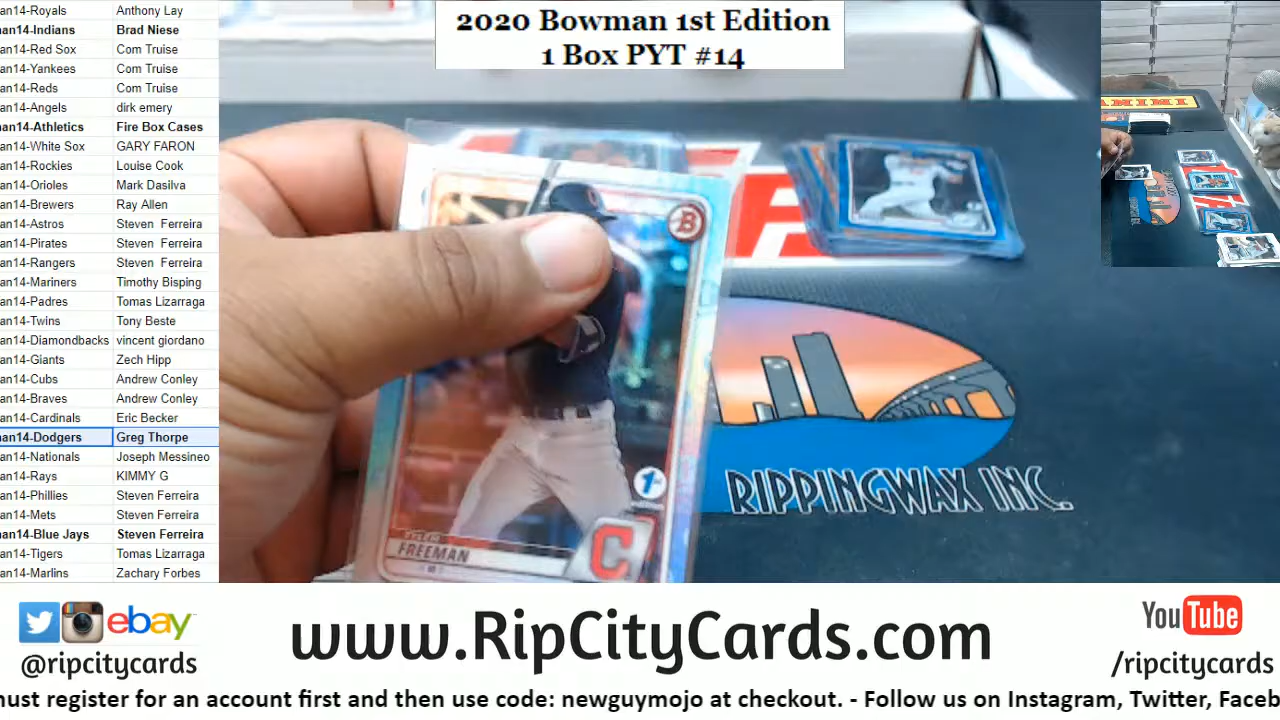 2020 Bowman 1st Edition
1 Box PYT #14
an14-Royals Anthony Lay
an14-Indians Brad Niese
an14-Red Sox Com Truise
an14-Yankees Com Truise
an14-Reds Com Truise
an14-Angels dirk emery
an14-Athletics Fire Box Cases
an14-White Sox GARY FARON
an14-Rockies Louise Cook
an14-Orioles Mark Dasilva
an14-Brewers Ray Allen
an14-Astros Steven Ferreira
an14-Pirates Steven Ferreira
an14-Rangers Steven Ferreira
an14-Mariners Timothy Bisping
an14-Padres Tomas Lizarraga
an14-Twins Tony Beste
an14-Diamondbacks vincent giordano
an14-Giants Zech Hipp
an14-Cubs Andrew Conley
an14-Braves Andrew Conley
an14-Cardinals Eric Becker
an14-Dodgers Greg Thorpe
an14-Nationals Joseph Messineo
an14-Rays KIMMY G
an14-Phillies Steven Ferreira
an14-Mets Steven Ferreira
an14-Blue Jays Steven Ferreira
an14-Tigers Tomas Lizarraga
an14-Marlins Zachary Forbes
B
1st
FREEMAN
C
RIPPINGWAX INC.
PANINI
ebay
@ripcitycards
www.RipCityCards.com
YouTube
/ripcitycards
must register for an account first and then use code: newguymojo at checkout. - Follow us on Instagram, Twitter, Faceb